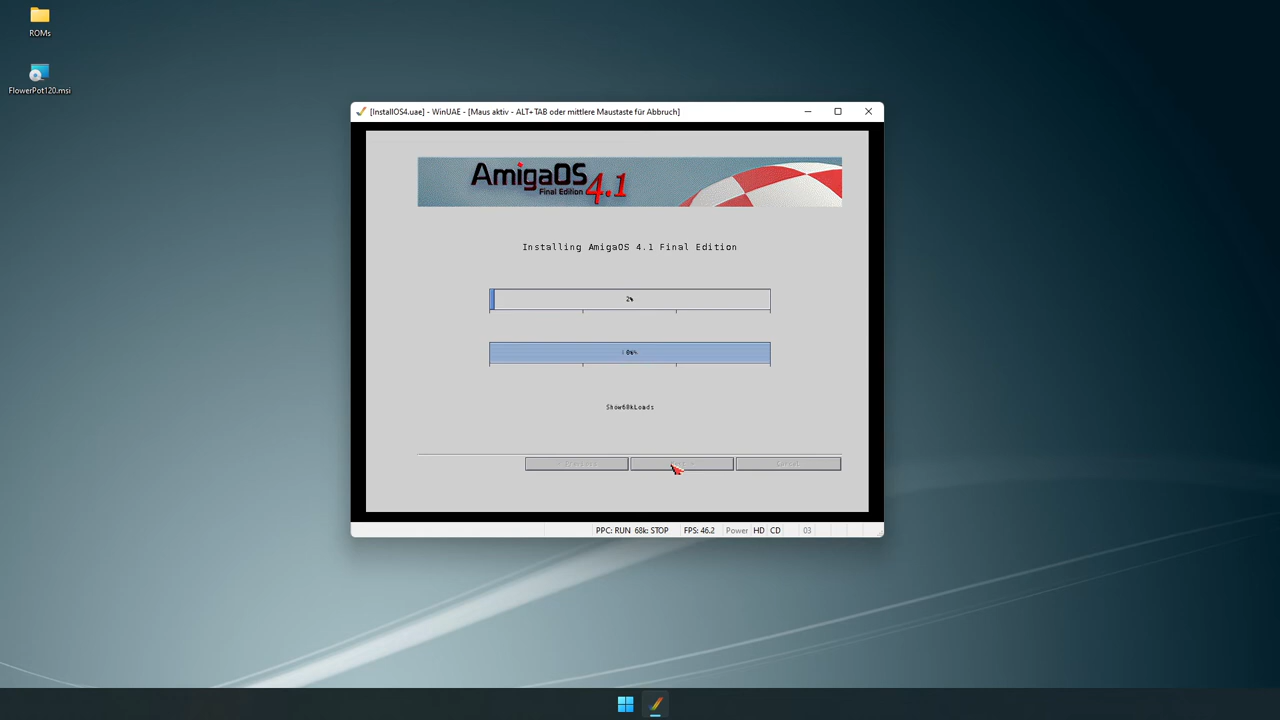 ROMs
FlowerPot120.msi
[InstallOS4.uae] - WinUAE - [Maus aktiv - ALT+TAB oder mittlere Maustaste für Abbruch]
AmigaOS 4.1
Final Edition
Installing AmigaOS 4.1 Final Edition
2%
Show68kLoads
Cancel
PPC: RUN 68k: STOP FPS: 46.2 Power HD CD 03